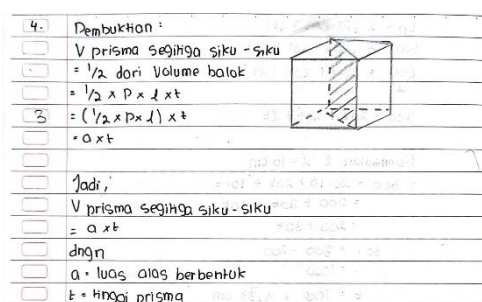 4. Pembuktian :
V prisma segitiga siku - siku
= 1/2 dari Volume balok
= 1/2 x P x l x t
3 = (1/2 x P x l) x t
= a x t
Jadi,
V prisma segitiga siku - siku
= a x t
dngn
a = luas alas berbentuk
t = tinggi prisma